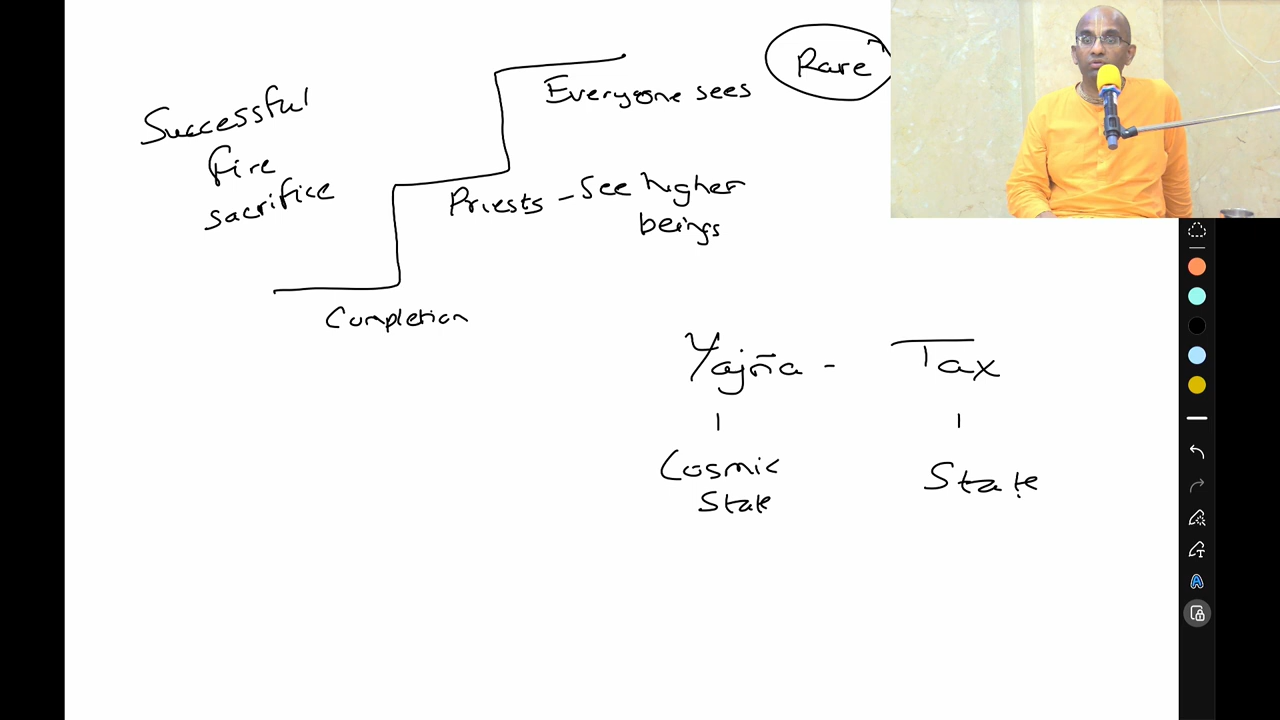 Successful
fire
sacrifice
Everyone sees
Rare
Priests - See higher
beings
Completion
Yajña - Tax
Cosmic
State
State